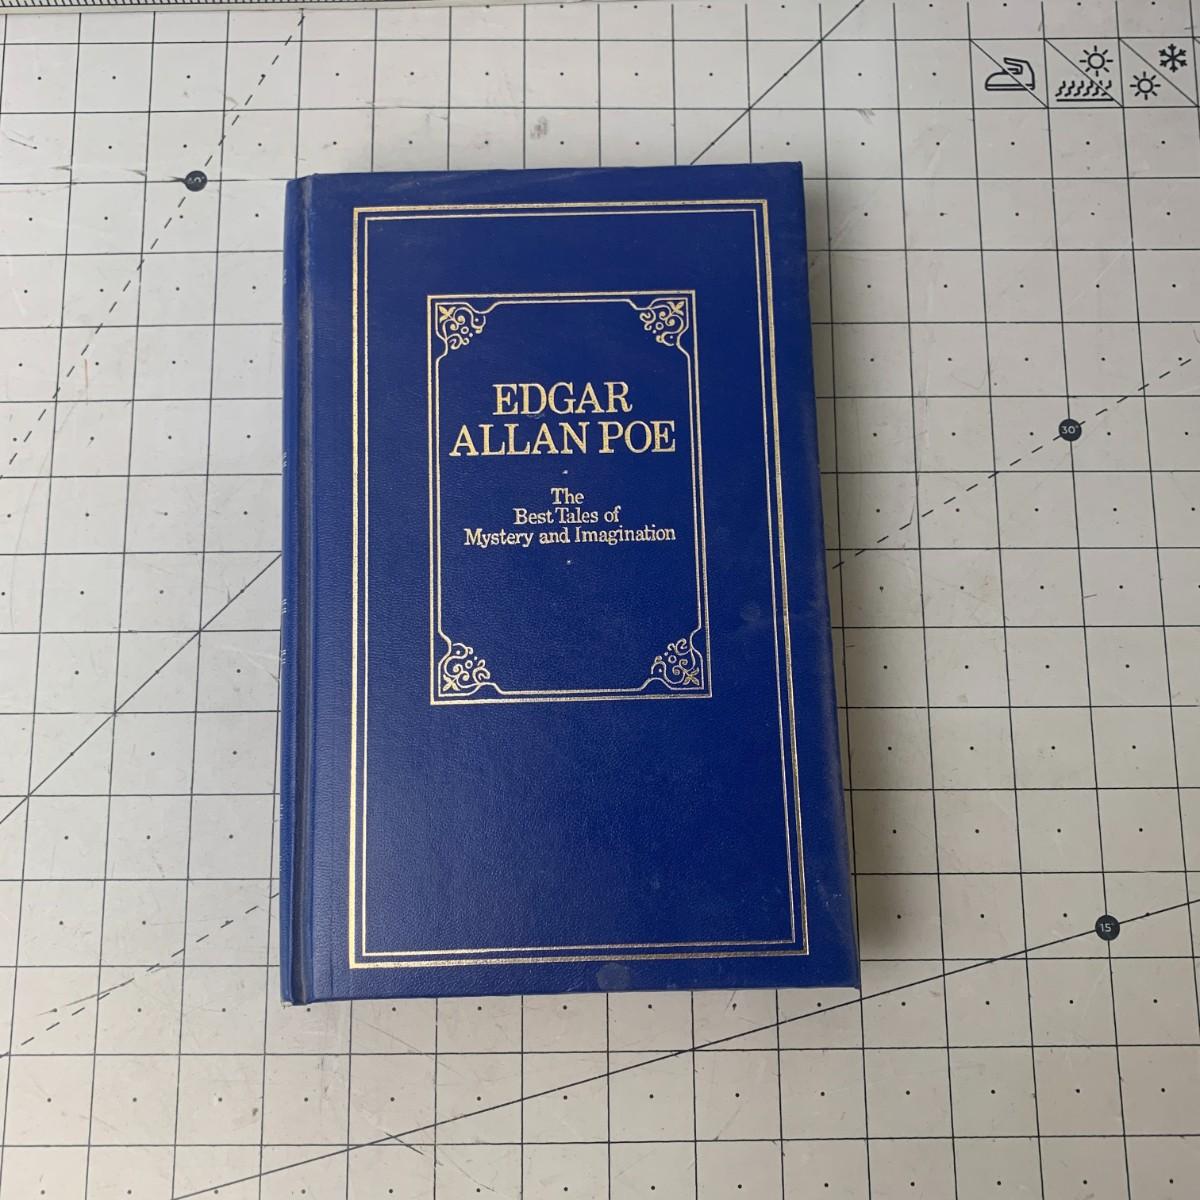 EDGAR
ALLAN POE
The
Best Tales of
Mystery and Imagination
30°
15°